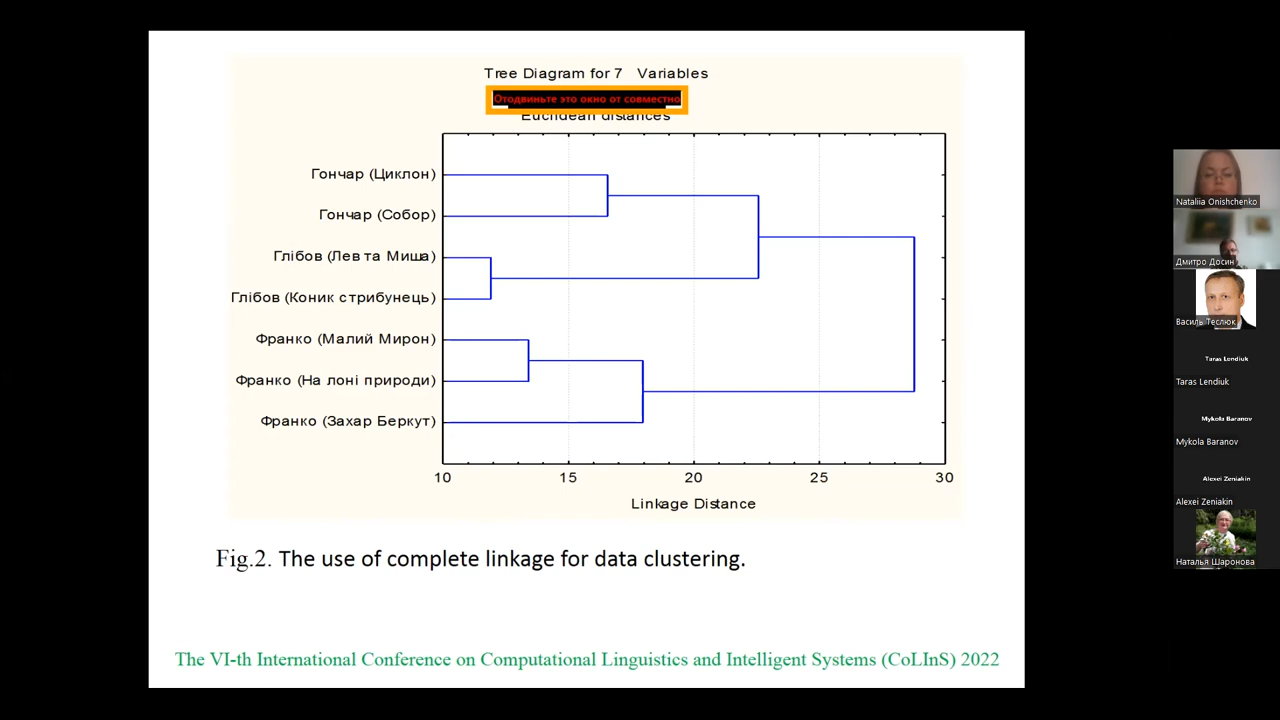 Tree Diagram for 7 Variables
Отодвиньте это окно от совместно
Euclidean distances
Гончар (Циклон)
Гончар (Собор)
Глібов (Лев та Миша)
Глібов (Коник стрибунець)
Франко (Малий Мирон)
Франко (На лоні природи)
Франко (Захар Беркут)
10 15 20 25 30
Linkage Distance
Fig.2. The use of complete linkage for data clustering.
The VI-th International Conference on Computational Linguistics and Intelligent Systems (CoLInS) 2022
Nataliia Onishchenko
Дмитро Досин
Василь Теслюк
Taras Lendiuk
Taras Lendiuk
Mykola Baranov
Mykola Baranov
Alexei Zeniakin
Alexei Zeniakin
Наталья Шаронова